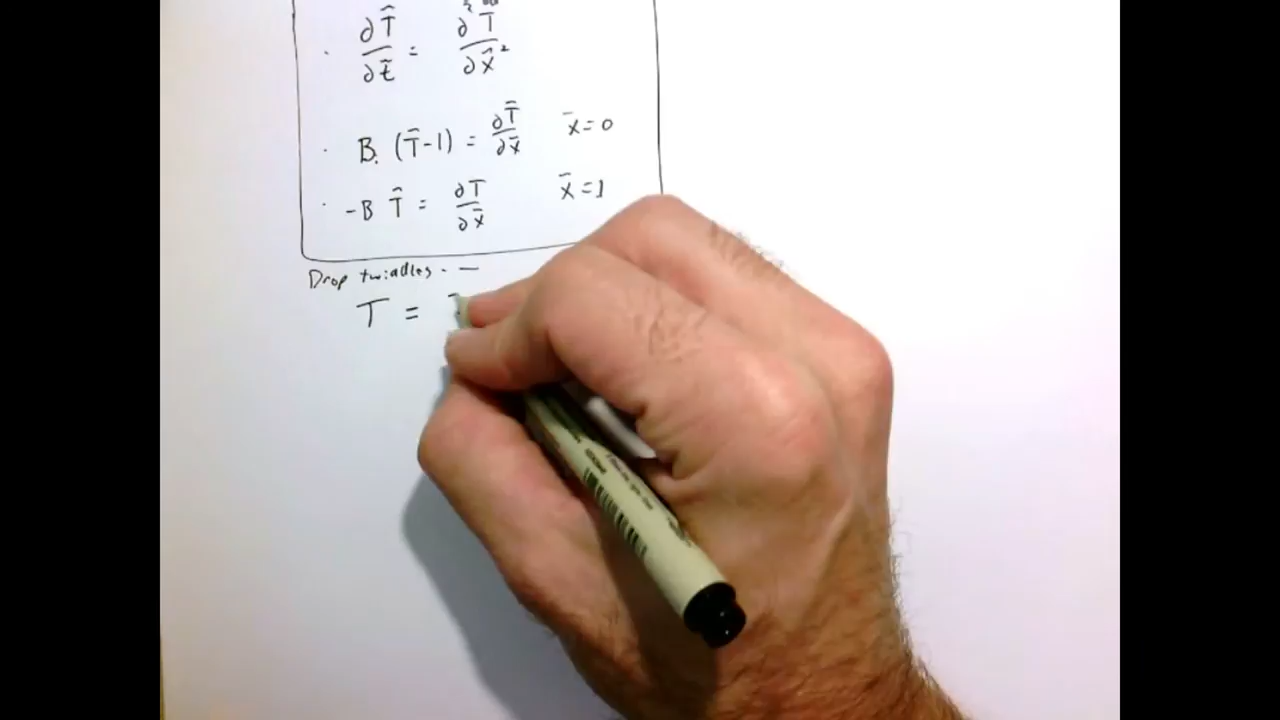 ∂T̂/∂t̄ = ∂²T̂/∂x̂²
B. (T̄-1) = ∂T̄/∂x̄ x̄=0
-B T̂ = ∂T/∂x̄ x̄=1
Drop twiddles. —
T =